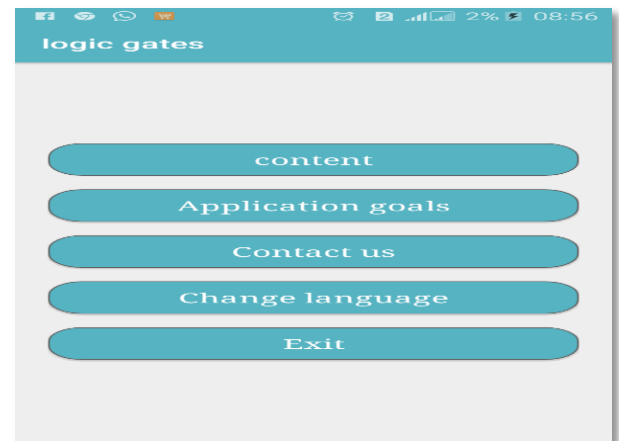 2% 08:56
logic gates
content
Application goals
Contact us
Change language
Exit